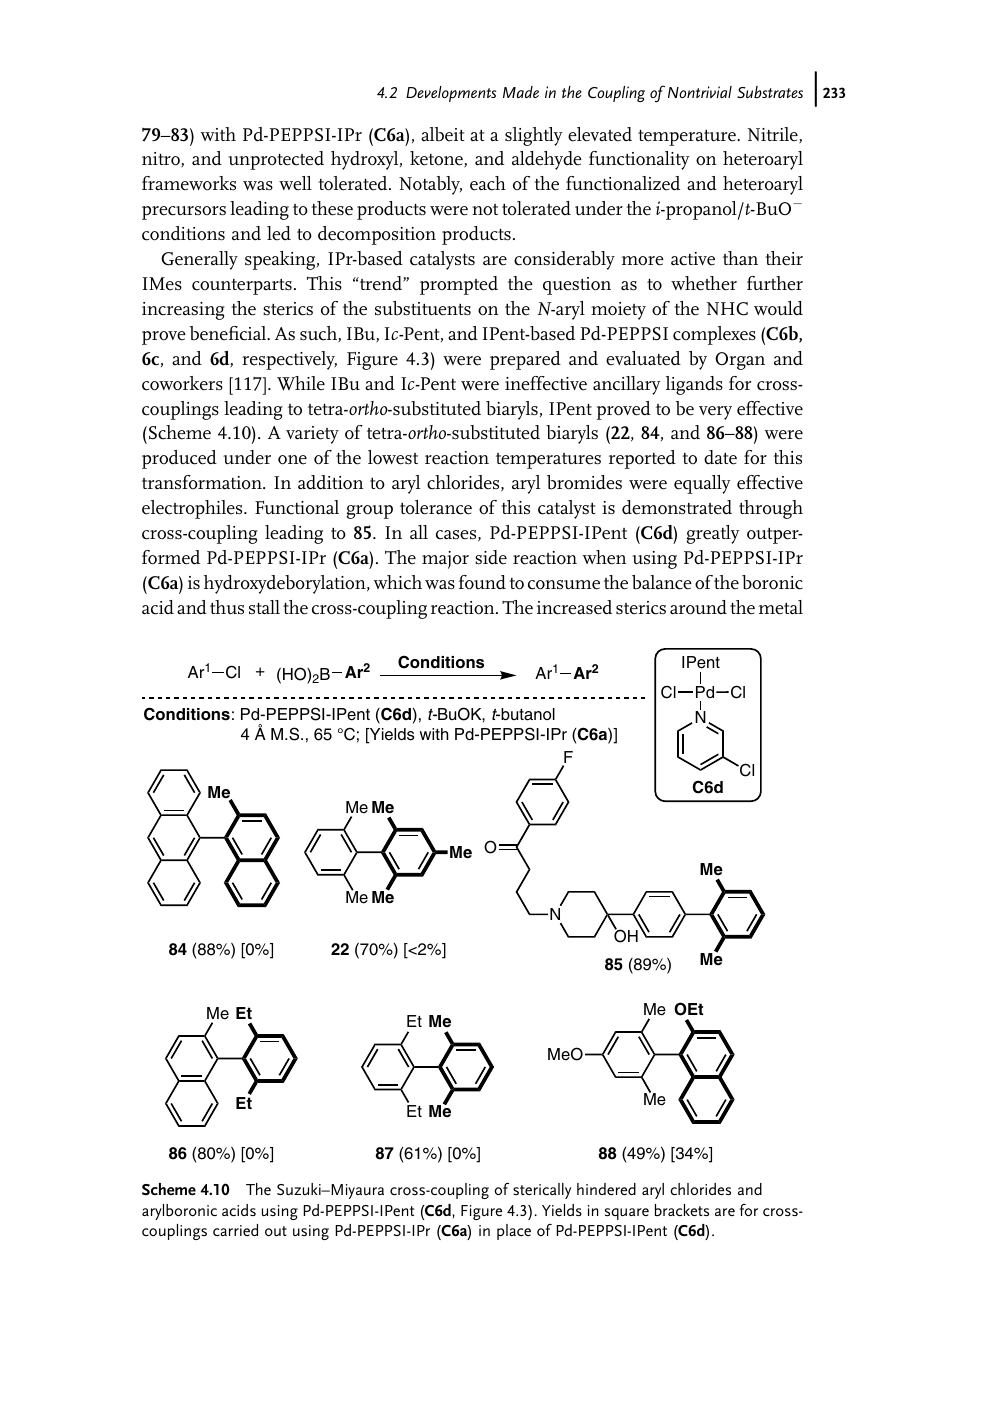 4.2 Developments Made in the Coupling of Nontrivial Substrates 233
79–83) with Pd-PEPPSI-IPr (C6a), albeit at a slightly elevated temperature. Nitrile,
nitro, and unprotected hydroxyl, ketone, and aldehyde functionality on heteroaryl
frameworks was well tolerated. Notably, each of the functionalized and heteroaryl
precursors leading to these products were not tolerated under the i-propanol/t-BuO⁻
conditions and led to decomposition products.
Generally speaking, IPr-based catalysts are considerably more active than their
IMes counterparts. This “trend” prompted the question as to whether further
increasing the sterics of the substituents on the N-aryl moiety of the NHC would
prove beneficial. As such, IBu, Ic-Pent, and IPent-based Pd-PEPPSI complexes (C6b,
6c, and 6d, respectively, Figure 4.3) were prepared and evaluated by Organ and
coworkers [117]. While IBu and Ic-Pent were ineffective ancillary ligands for cross-
couplings leading to tetra-ortho-substituted biaryls, IPent proved to be very effective
(Scheme 4.10). A variety of tetra-ortho-substituted biaryls (22, 84, and 86–88) were
produced under one of the lowest reaction temperatures reported to date for this
transformation. In addition to aryl chlorides, aryl bromides were equally effective
electrophiles. Functional group tolerance of this catalyst is demonstrated through
cross-coupling leading to 85. In all cases, Pd-PEPPSI-IPent (C6d) greatly outper-
formed Pd-PEPPSI-IPr (C6a). The major side reaction when using Pd-PEPPSI-IPr
(C6a) is hydroxydeborylation, which was found to consume the balance of the boronic
acid and thus stall the cross-coupling reaction. The increased sterics around the metal
Ar¹–Cl + (HO)₂B–Ar² Conditions Ar¹–Ar²
IPent
Cl–Pd–Cl
N
Cl
C6d
Conditions: Pd-PEPPSI-IPent (C6d), t-BuOK, t-butanol
4 Å M.S., 65 °C; [Yields with Pd-PEPPSI-IPr (C6a)]
Me
84 (88%) [0%]
Me Me
Me
Me Me
22 (70%) [<2%]
F
O
N
OH
Me
Me
85 (89%)
Me Et
Et
86 (80%) [0%]
Et Me
Et Me
87 (61%) [0%]
Me OEt
MeO
Me
88 (49%) [34%]
Scheme 4.10 The Suzuki–Miyaura cross-coupling of sterically hindered aryl chlorides and
arylboronic acids using Pd-PEPPSI-IPent (C6d, Figure 4.3). Yields in square brackets are for cross-
couplings carried out using Pd-PEPPSI-IPr (C6a) in place of Pd-PEPPSI-IPent (C6d).